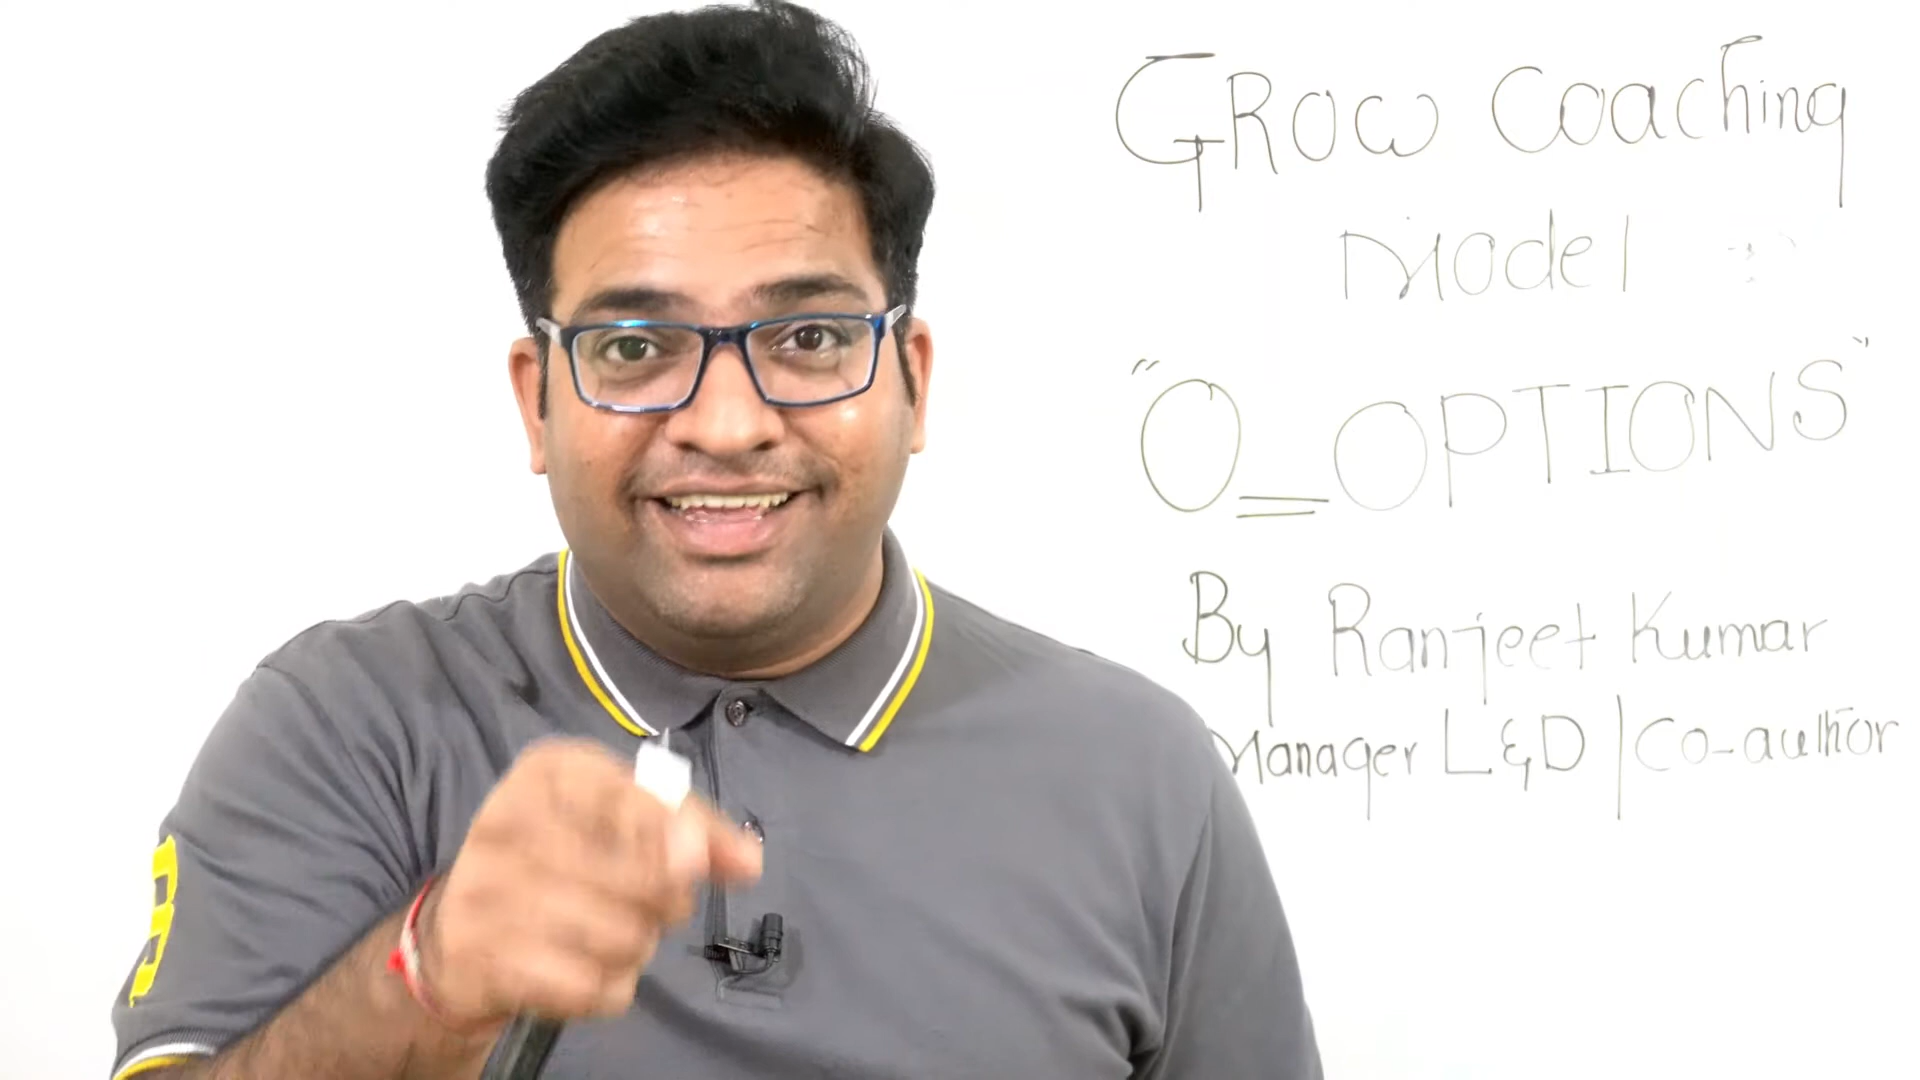 GROW Coaching
Model
"O_OPTIONS"
By Ranjeet Kumar
Manager L&D | Co-author